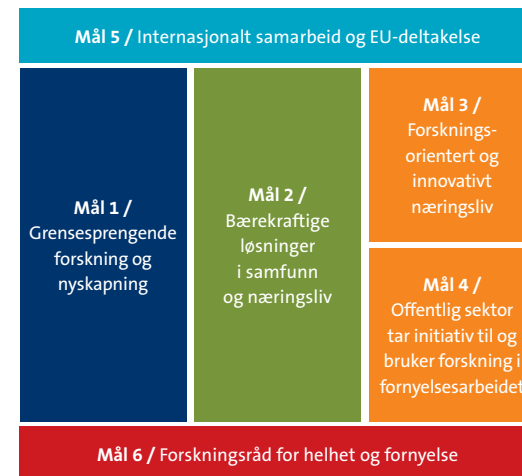 Mål 5 / Internasjonalt samarbeid og EU-deltakelse
Mål 1 /
Grensesprengende
forskning og
nyskapning
Mål 2 /
Bærekraftige
løsninger
i samfunn
og næringsliv
Mål 3 /
Forsknings-
orientert og
innovativt
næringsliv
Mål 4 /
Offentlig sektor
tar initiativ til og
bruker forskning i
fornyelsesarbeidet
Mål 6 / Forskningsråd for helhet og fornyelse